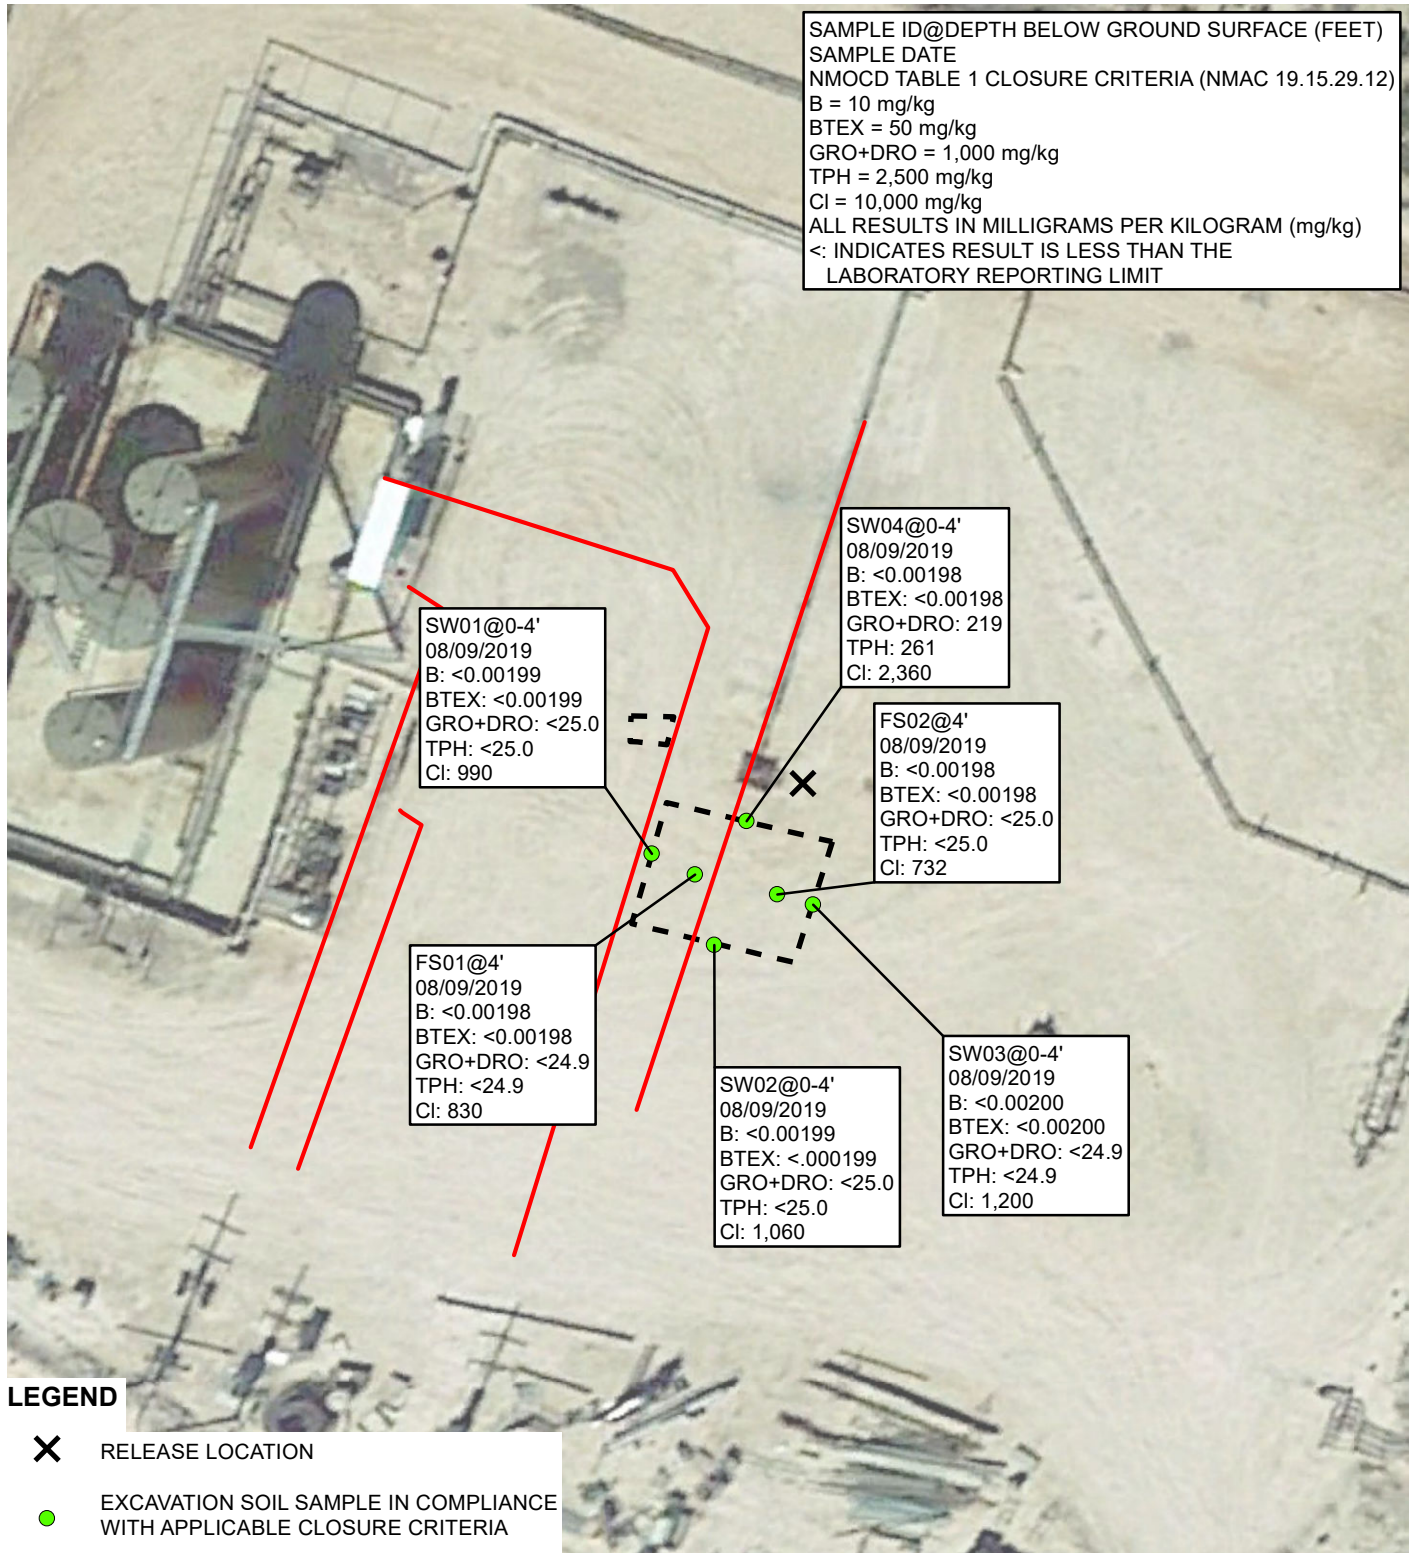 SAMPLE ID@DEPTH BELOW GROUND SURFACE (FEET)
SAMPLE DATE
NMOCD TABLE 1 CLOSURE CRITERIA (NMAC 19.15.29.12)
B = 10 mg/kg
BTEX = 50 mg/kg
GRO+DRO = 1,000 mg/kg
TPH = 2,500 mg/kg
Cl = 10,000 mg/kg
ALL RESULTS IN MILLIGRAMS PER KILOGRAM (mg/kg)
<: INDICATES RESULT IS LESS THAN THE
LABORATORY REPORTING LIMIT
SW04@0-4'
08/09/2019
B: <0.00198
BTEX: <0.00198
GRO+DRO: 219
TPH: 261
Cl: 2,360
SW01@0-4'
08/09/2019
B: <0.00199
BTEX: <0.00199
GRO+DRO: <25.0
TPH: <25.0
Cl: 990
FS02@4'
08/09/2019
B: <0.00198
BTEX: <0.00198
GRO+DRO: <25.0
TPH: <25.0
Cl: 732
FS01@4'
08/09/2019
B: <0.00198
BTEX: <0.00198
GRO+DRO: <24.9
TPH: <24.9
Cl: 830
SW03@0-4'
08/09/2019
B: <0.00200
BTEX: <0.00200
GRO+DRO: <24.9
TPH: <24.9
Cl: 1,200
SW02@0-4'
08/09/2019
B: <0.00199
BTEX: <.000199
GRO+DRO: <25.0
TPH: <25.0
Cl: 1,060
LEGEND
RELEASE LOCATION
EXCAVATION SOIL SAMPLE IN COMPLIANCE
WITH APPLICABLE CLOSURE CRITERIA